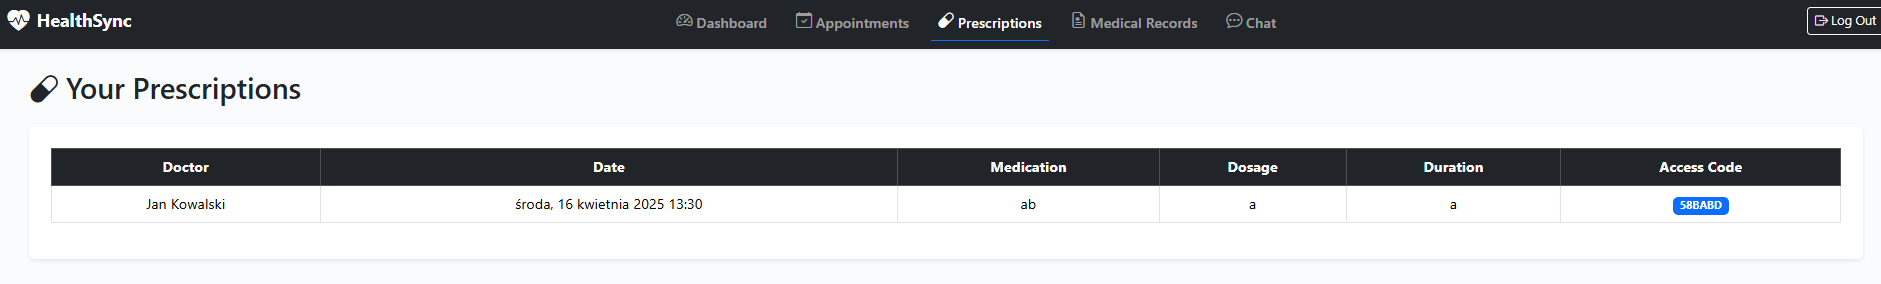 HealthSync Dashboard Appointments Prescriptions Medical Records Chat Log Out
Your Prescriptions
Doctor Date Medication Dosage Duration Access Code
Jan Kowalski środa, 16 kwietnia 2025 13:30 ab a a 58BABD